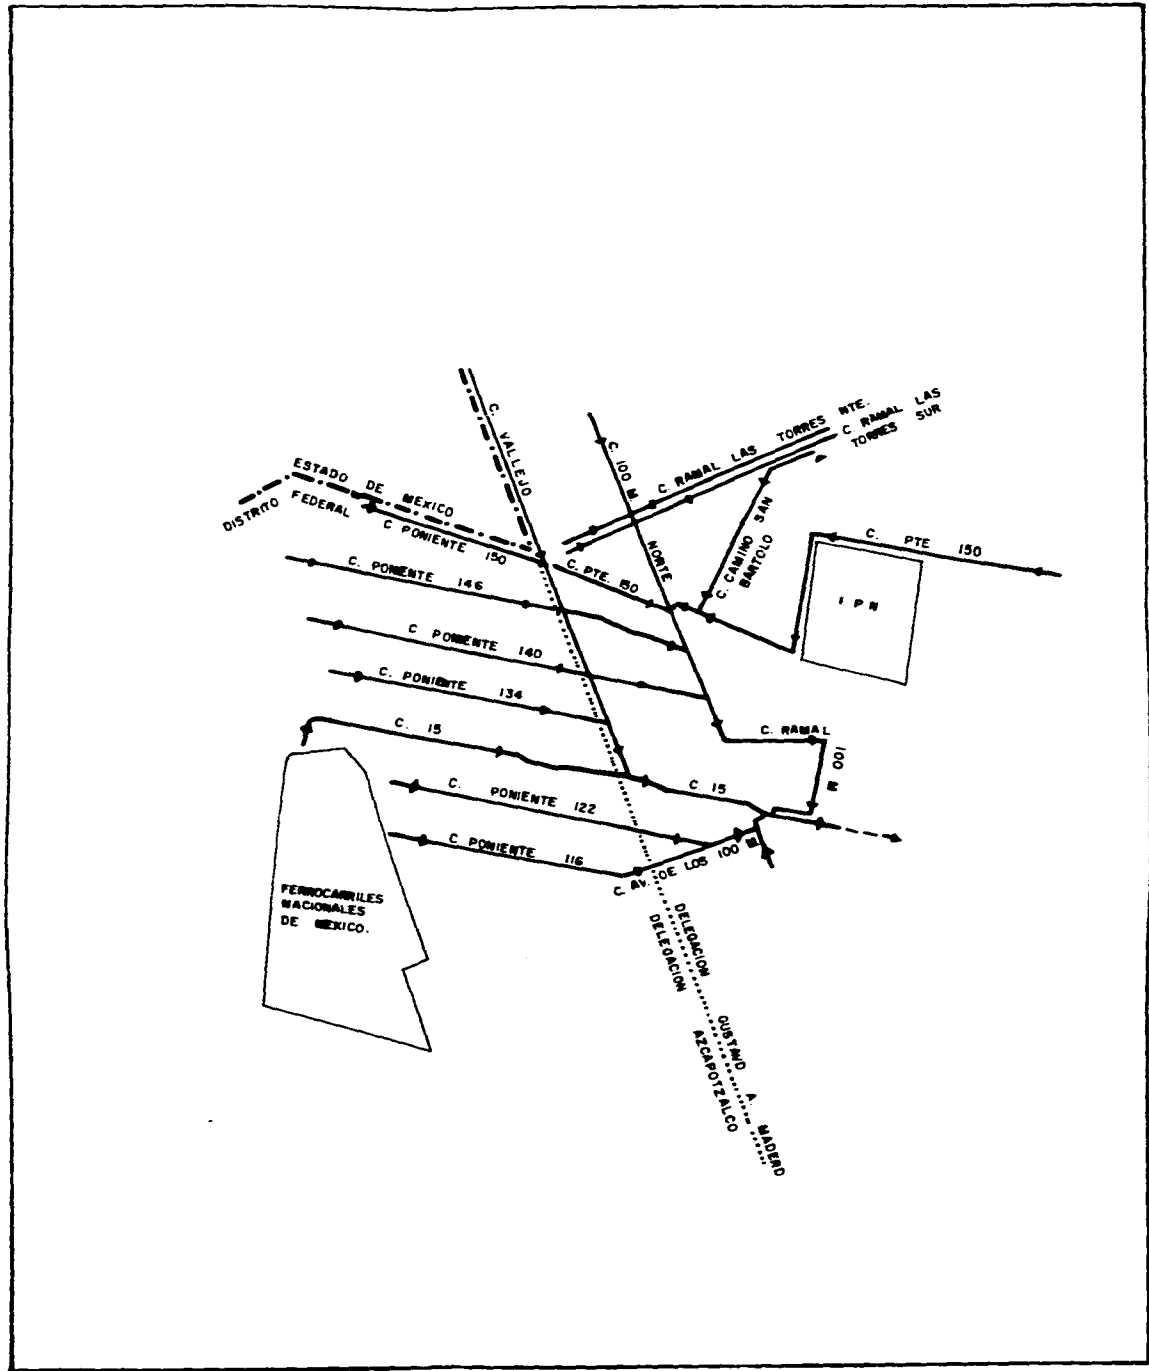 C. VALLEJO
C. RAMAL LAS TORRES NTE.
C. RAMAL LAS
TORRES SUR
C. 100 M. NORTE
ESTADO DE MEXICO
DISTRITO FEDERAL
C PONIENTE 150
C. CAMINO SAN
BARTOLO
C. PTE 150
C. PTE. 150
I P N
C. PONIENTE 146
C PONIENTE 140
C. PONIENTE 134
C. 15
C. RAMAL
100 M
C 15
C. PONIENTE 122
C PONIENTE 116
C. AV. DE LOS 100 M
FERROCARRILES
NACIONALES
DE MEXICO.
DELEGACION GUSTAVO A. MADERO
DELEGACION AZCAPOTZALCO